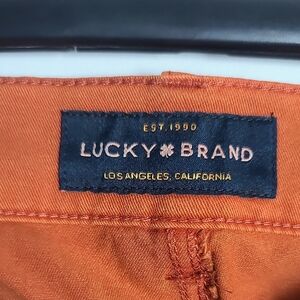 EST. 1990
LUCKY BRAND
LOS ANGELES, CALIFORNIA